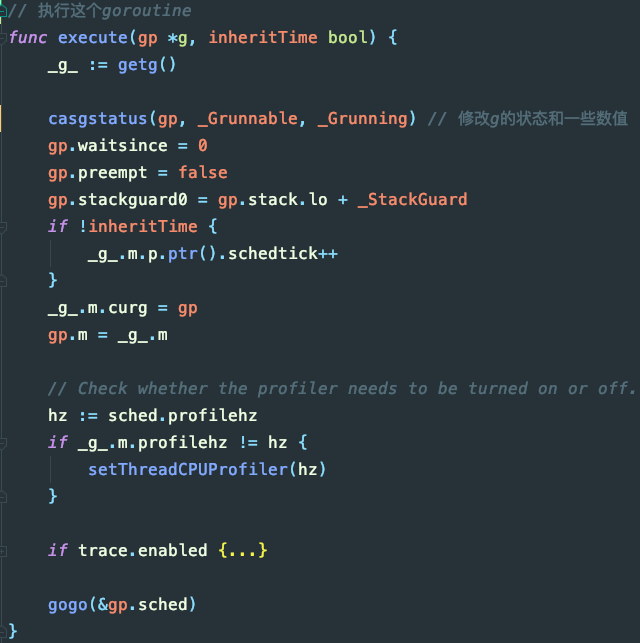 // 执行这个goroutine
func execute(gp *g, inheritTime bool) {
    _g_ := getg()

    casgstatus(gp, _Grunnable, _Grunning) // 修改g的状态和一些数值
    gp.waitsince = 0
    gp.preempt = false
    gp.stackguard0 = gp.stack.lo + _StackGuard
    if !inheritTime {
        _g_.m.p.ptr().schedtick++
    }
    _g_.m.curg = gp
    gp.m = _g_.m

    // Check whether the profiler needs to be turned on or off.
    hz := sched.profilehz
    if _g_.m.profilehz != hz {
        setThreadCPUProfiler(hz)
    }

    if trace.enabled {...}

    gogo(&gp.sched)
}